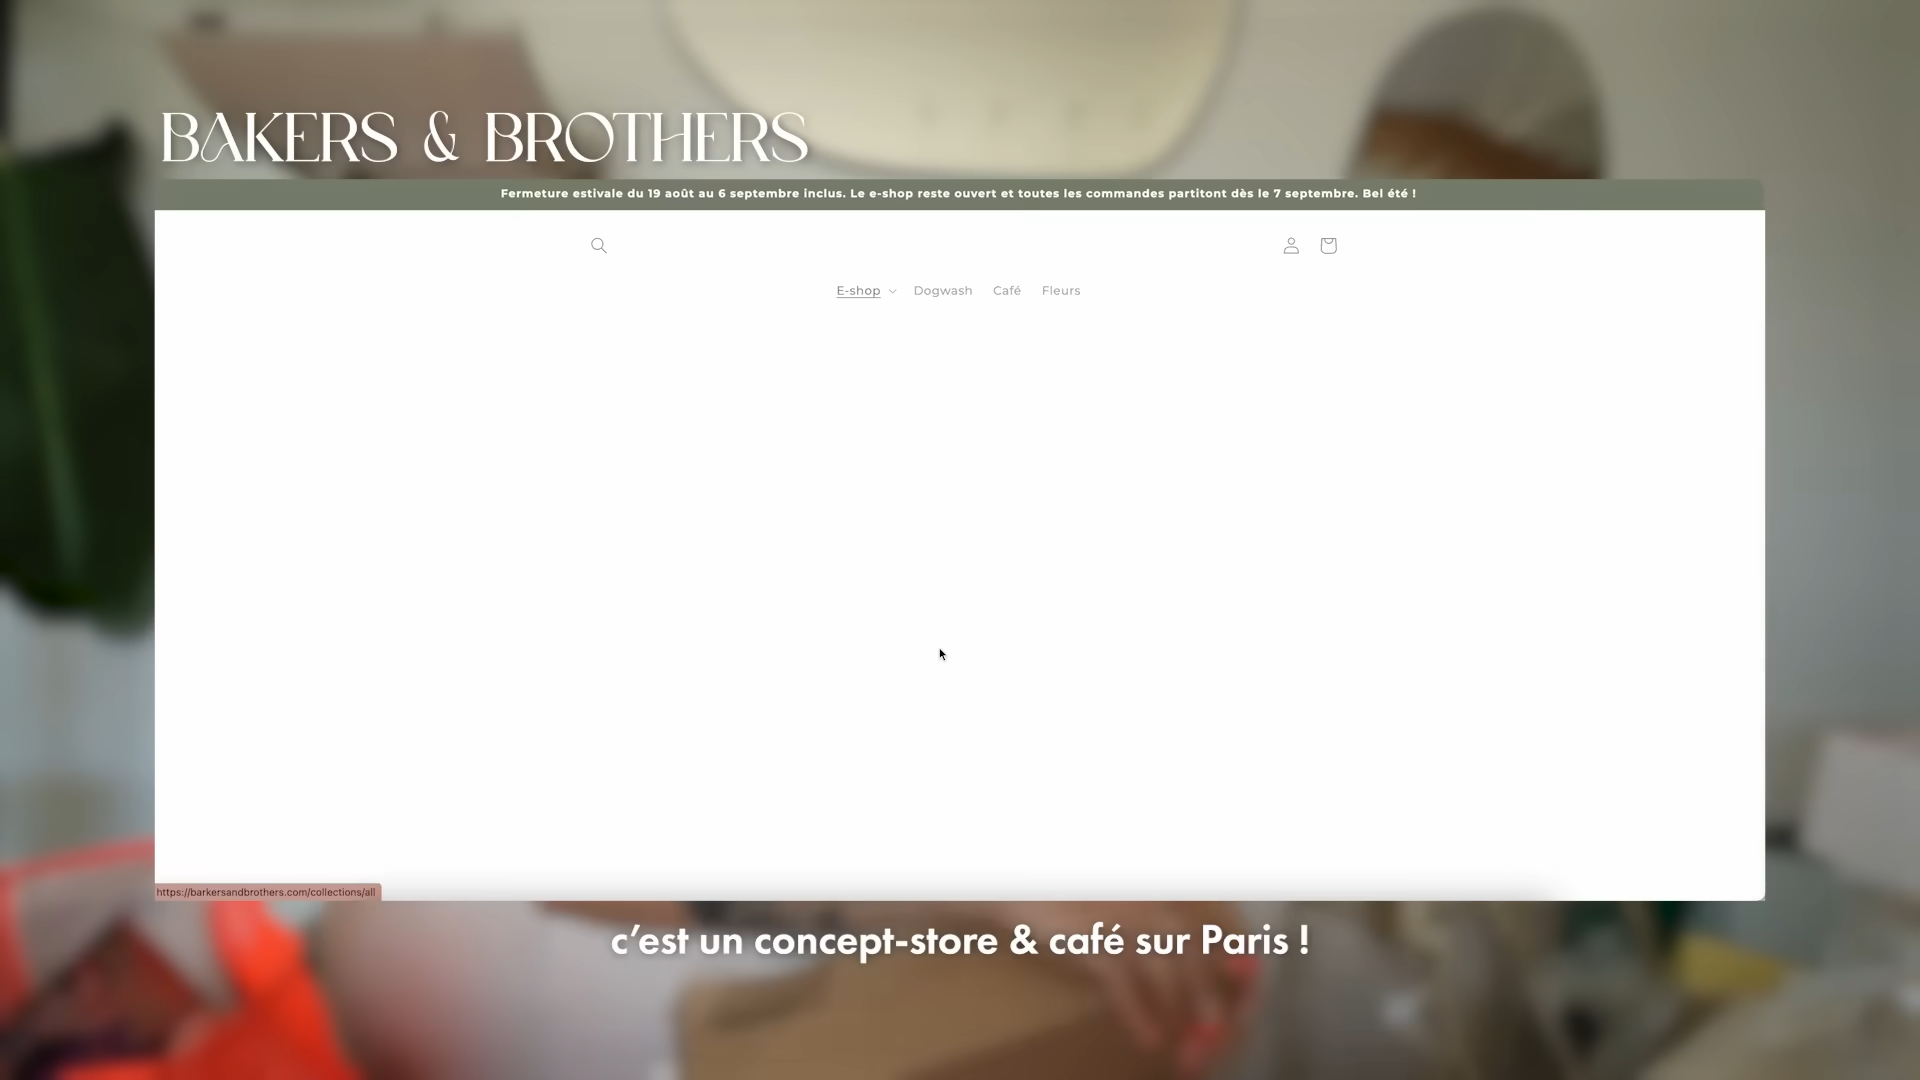 BAKERS & BROTHERS
Fermeture estivale du 19 août au 6 septembre inclus. Le e-shop reste ouvert et toutes les commandes partitont dès le 7 septembre. Bel été !
E-shop Dogwash Café Fleurs
https://barkersandbrothers.com/collections/all
c’est un concept-store & café sur Paris !